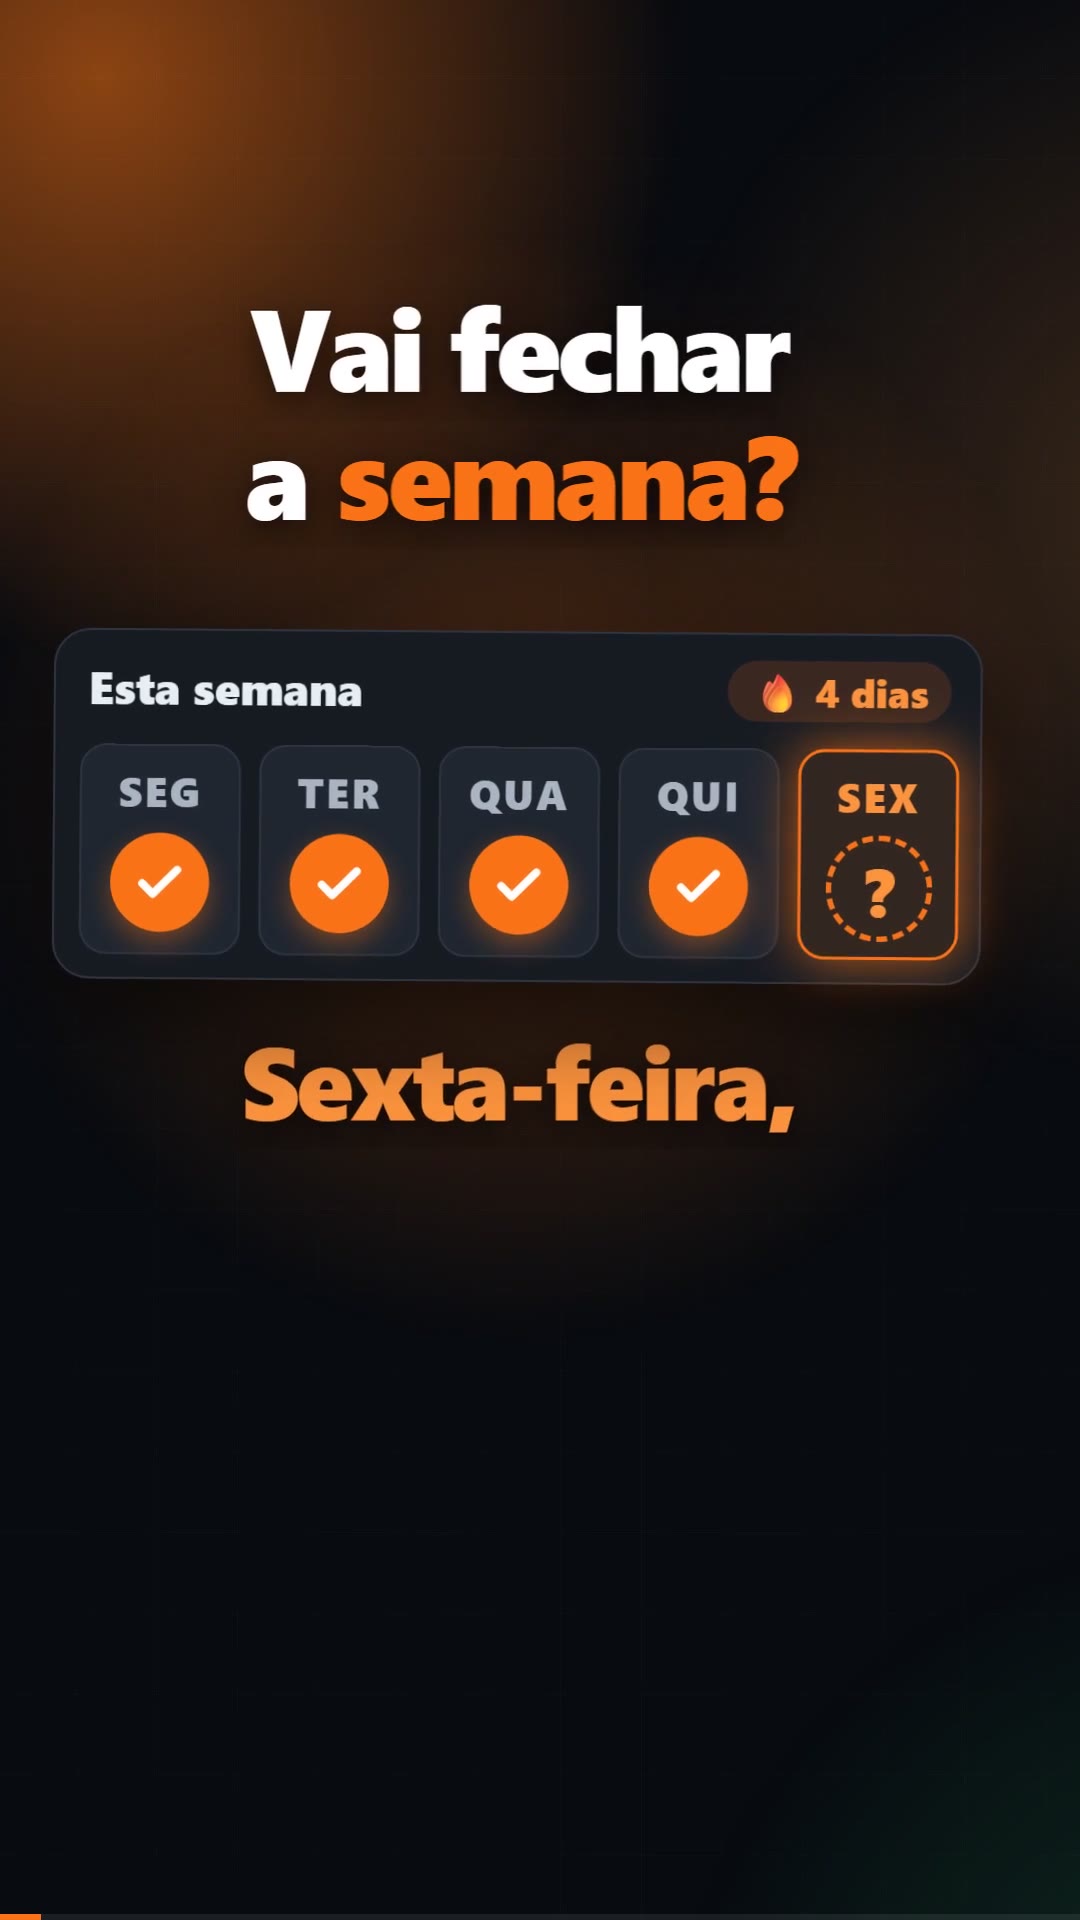 Vai fechar
a semana?
Esta semana
4 dias
SEG TER QUA QUI SEX
?
Sexta-feira,